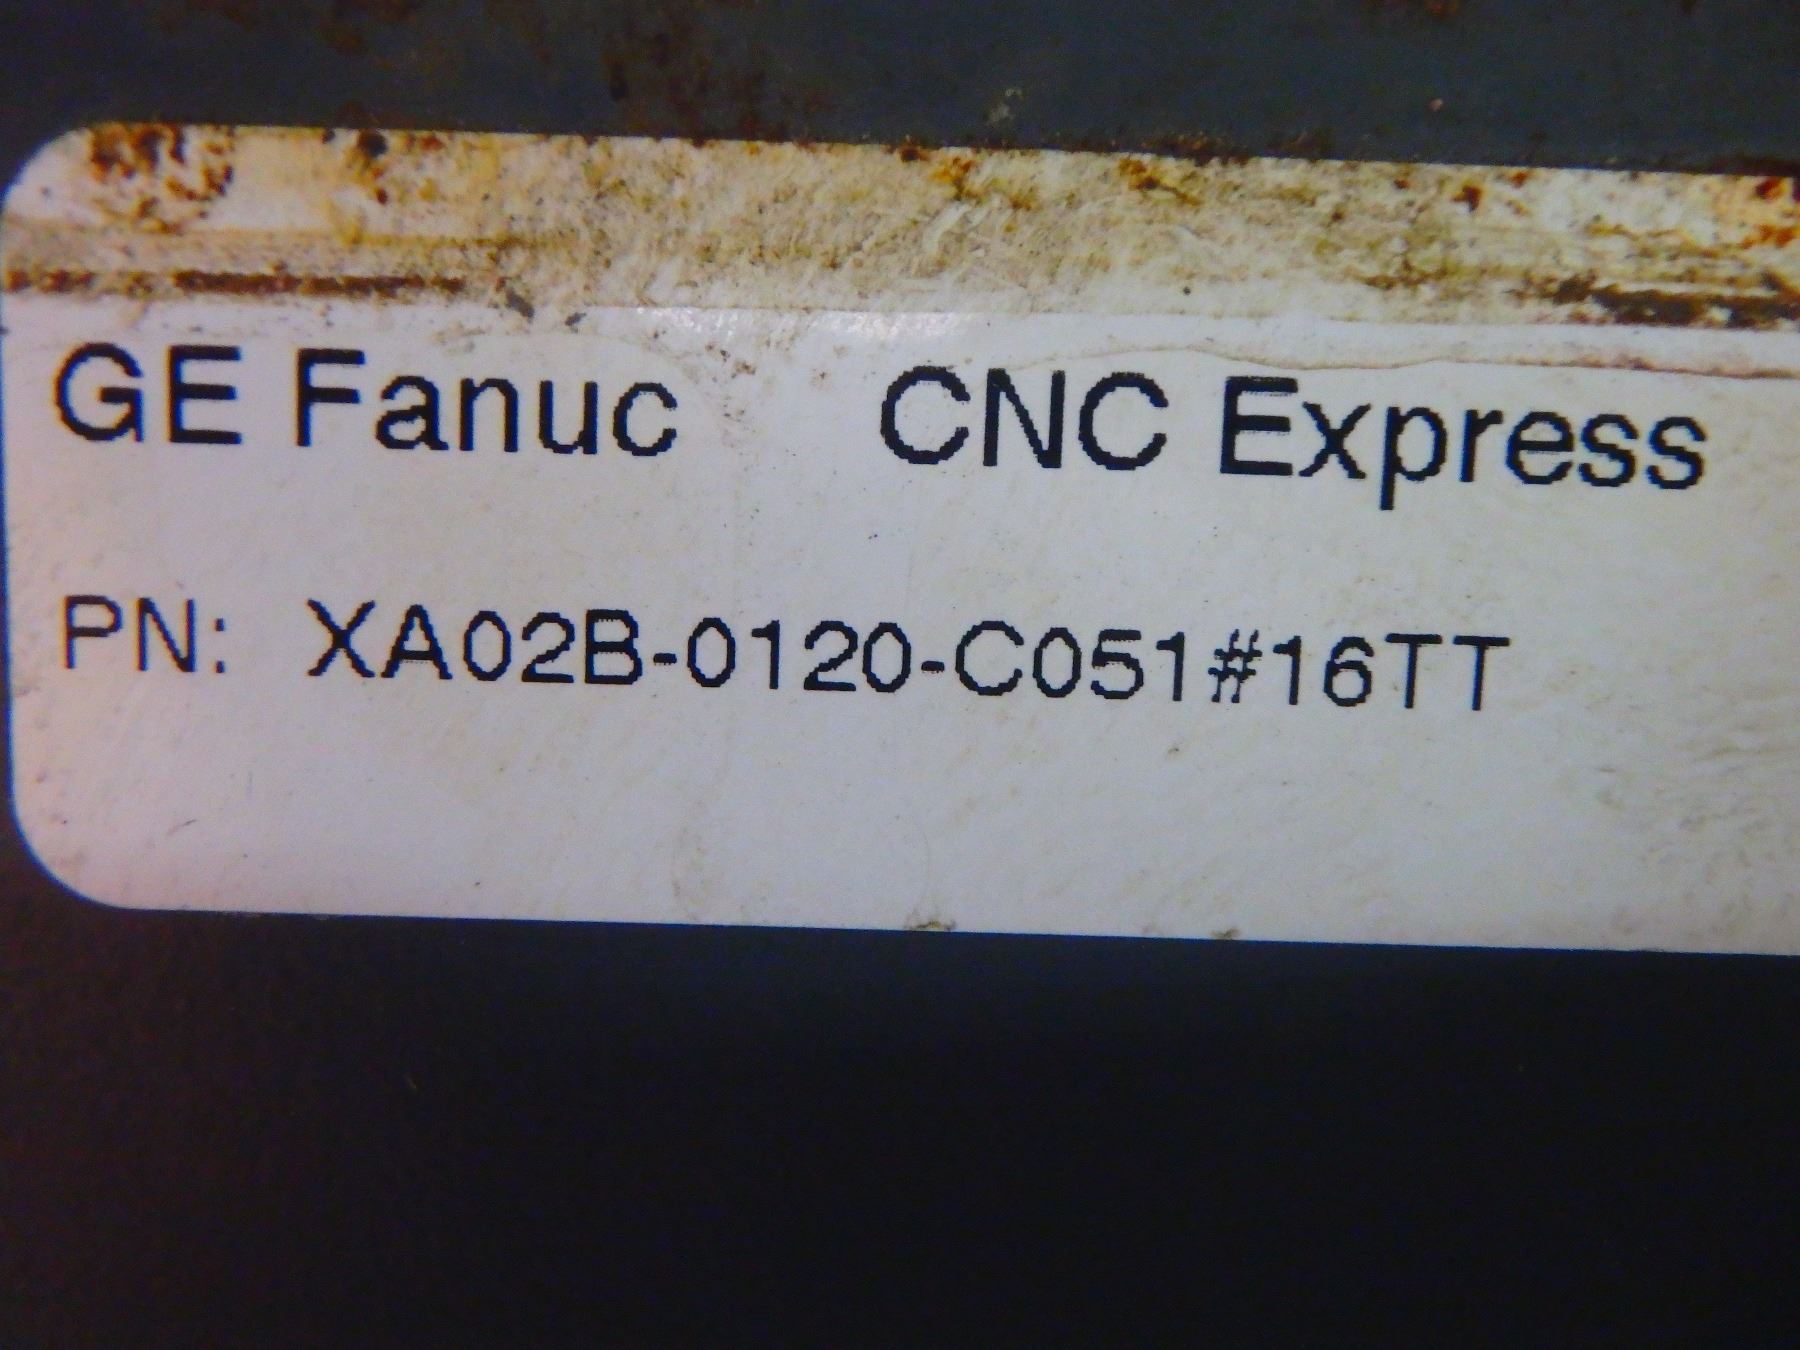 GE Fanuc CNC Express
PN: XA02B-0120-C051#16TT